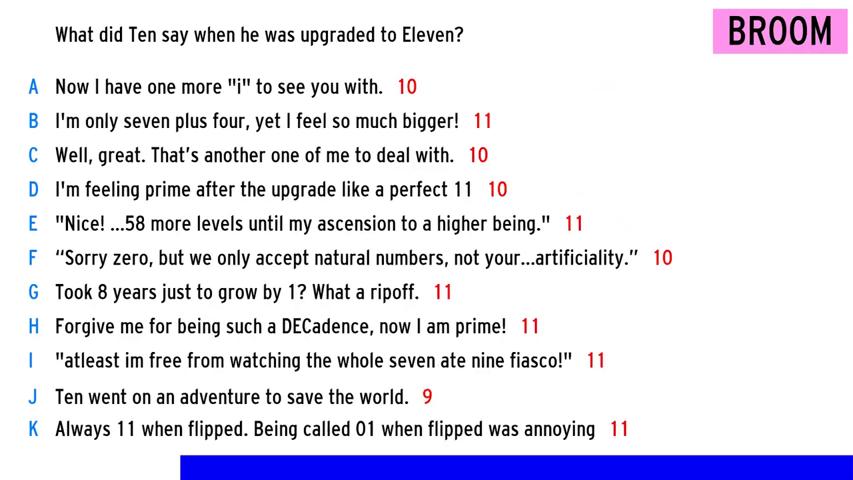 What did Ten say when he was upgraded to Eleven?
BROOM
A Now I have one more "i" to see you with. 10
B I'm only seven plus four, yet I feel so much bigger! 11
C Well, great. That's another one of me to deal with. 10
D I'm feeling prime after the upgrade like a perfect 11 10
E "Nice! ...58 more levels until my ascension to a higher being." 11
F “Sorry zero, but we only accept natural numbers, not your...artificiality.” 10
G Took 8 years just to grow by 1? What a ripoff. 11
H Forgive me for being such a DECadence, now I am prime! 11
I "atleast im free from watching the whole seven ate nine fiasco!" 11
J Ten went on an adventure to save the world. 9
K Always 11 when flipped. Being called 01 when flipped was annoying 11